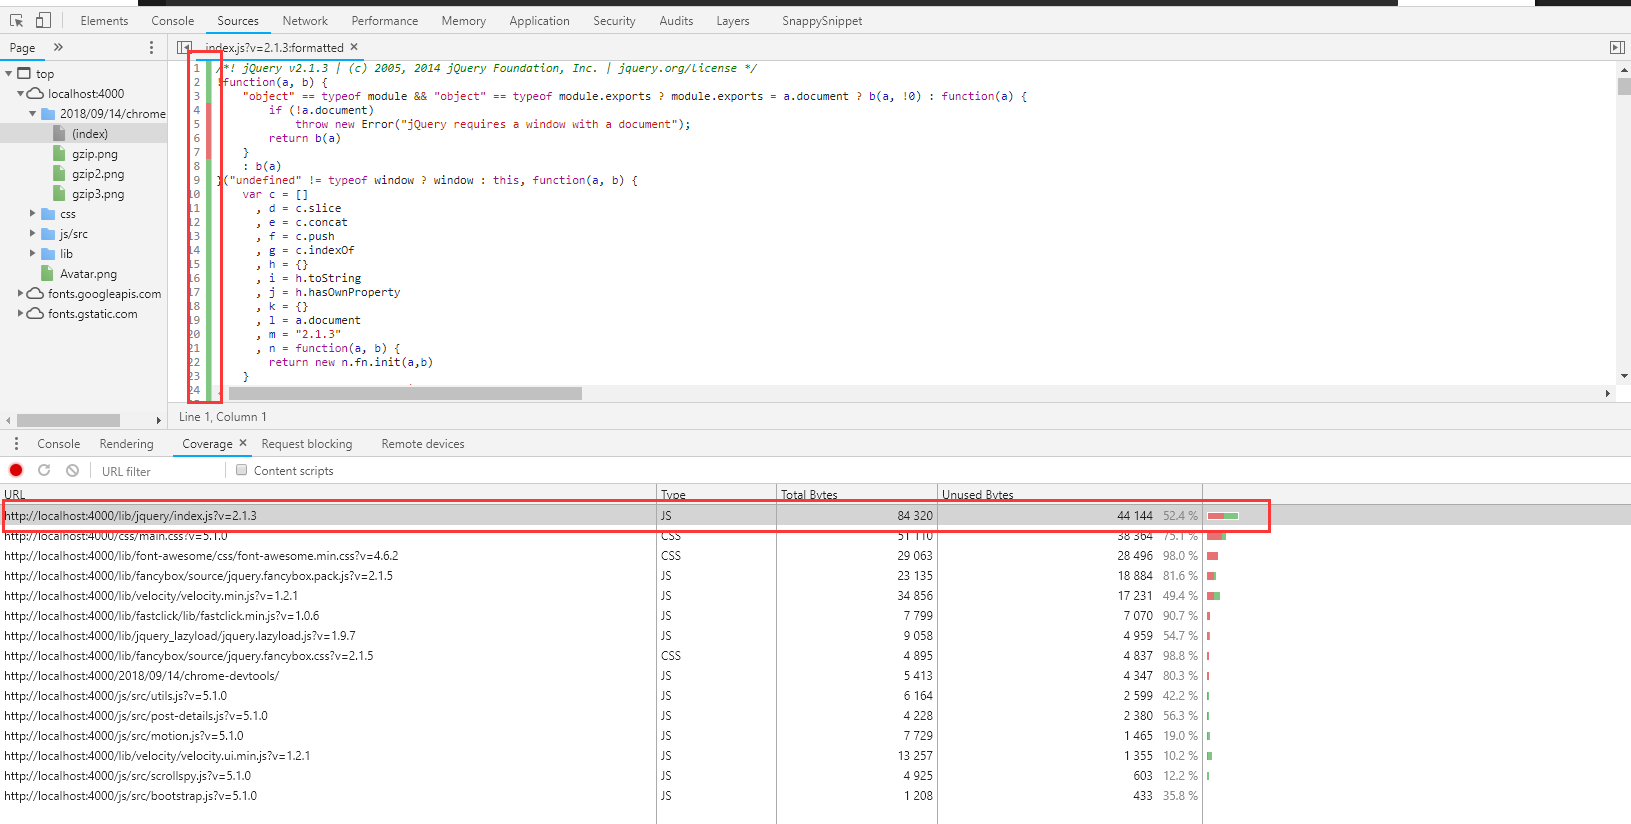 Elements Console Sources Network Performance Memory Application Security Audits Layers SnappySnippet
Page » index.js?v=2.1.3:formatted ×
top
localhost:4000
2018/09/14/chrome
(index)
gzip.png
gzip2.png
gzip3.png
css
js/src
lib
Avatar.png
fonts.googleapis.com
fonts.gstatic.com
1 /*! jQuery v2.1.3 | (c) 2005, 2014 jQuery Foundation, Inc. | jquery.org/license */
2 !function(a, b) {
3 "object" == typeof module && "object" == typeof module.exports ? module.exports = a.document ? b(a, !0) : function(a) {
4 if (!a.document)
5 throw new Error("jQuery requires a window with a document");
6 return b(a)
7 }
8 : b(a)
9 }("undefined" != typeof window ? window : this, function(a, b) {
10 var c = []
11 , d = c.slice
12 , e = c.concat
13 , f = c.push
14 , g = c.indexOf
15 , h = {}
16 , i = h.toString
17 , j = h.hasOwnProperty
18 , k = {}
19 , l = a.document
20 , m = "2.1.3"
21 , n = function(a, b) {
22 return new n.fn.init(a,b)
23 }
24
Line 1, Column 1
Console Rendering Coverage × Request blocking Remote devices
URL filter Content scripts
URL Type Total Bytes Unused Bytes
http://localhost:4000/lib/jquery/index.js?v=2.1.3 JS 84 320 44 144 52.4 %
http://localhost:4000/css/main.css?v=5.1.0 CSS 51 110 38 364 75.1 %
http://localhost:4000/lib/font-awesome/css/font-awesome.min.css?v=4.6.2 CSS 29 063 28 496 98.0 %
http://localhost:4000/lib/fancybox/source/jquery.fancybox.pack.js?v=2.1.5 JS 23 135 18 884 81.6 %
http://localhost:4000/lib/velocity/velocity.min.js?v=1.2.1 JS 34 856 17 231 49.4 %
http://localhost:4000/lib/fastclick/lib/fastclick.min.js?v=1.0.6 JS 7 799 7 070 90.7 %
http://localhost:4000/lib/jquery_lazyload/jquery.lazyload.js?v=1.9.7 JS 9 058 4 959 54.7 %
http://localhost:4000/lib/fancybox/source/jquery.fancybox.css?v=2.1.5 CSS 4 895 4 837 98.8 %
http://localhost:4000/2018/09/14/chrome-devtools/ JS 5 413 4 347 80.3 %
http://localhost:4000/js/src/utils.js?v=5.1.0 JS 6 164 2 599 42.2 %
http://localhost:4000/js/src/post-details.js?v=5.1.0 JS 4 228 2 380 56.3 %
http://localhost:4000/js/src/motion.js?v=5.1.0 JS 7 729 1 465 19.0 %
http://localhost:4000/lib/velocity/velocity.ui.min.js?v=1.2.1 JS 13 257 1 355 10.2 %
http://localhost:4000/js/src/scrollspy.js?v=5.1.0 JS 4 925 603 12.2 %
http://localhost:4000/js/src/bootstrap.js?v=5.1.0 JS 1 208 433 35.8 %